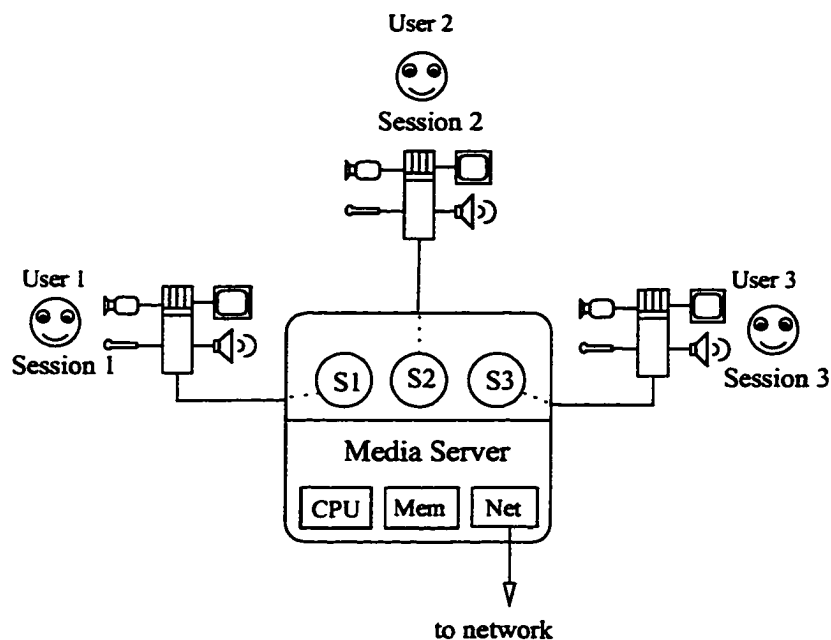 User 2
Session 2
User 1
Session 1
User 3
Session 3
S1 S2 S3
Media Server
CPU Mem Net
to network